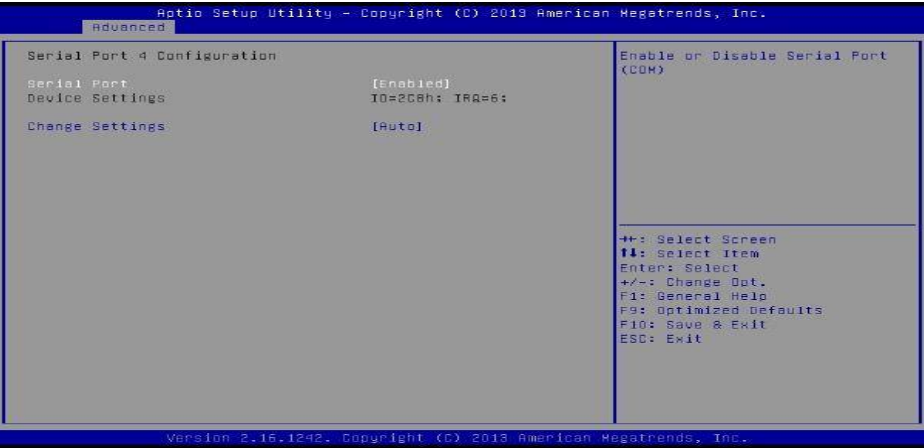 Aptio Setup Utility – Copyright (C) 2013 American Megatrends, Inc.
Advanced
Serial Port 4 Configuration
Serial Port [Enabled]
Device Settings IO=2C8h; IRQ=6;
Change Settings [Auto]
Enable or Disable Serial Port
(COM)
→←: Select Screen
↑↓: Select Item
Enter: Select
+/-: Change Opt.
F1: General Help
F9: Optimized Defaults
F10: Save & Exit
ESC: Exit
Version 2.16.1242. Copyright (C) 2013 American Megatrends, Inc.